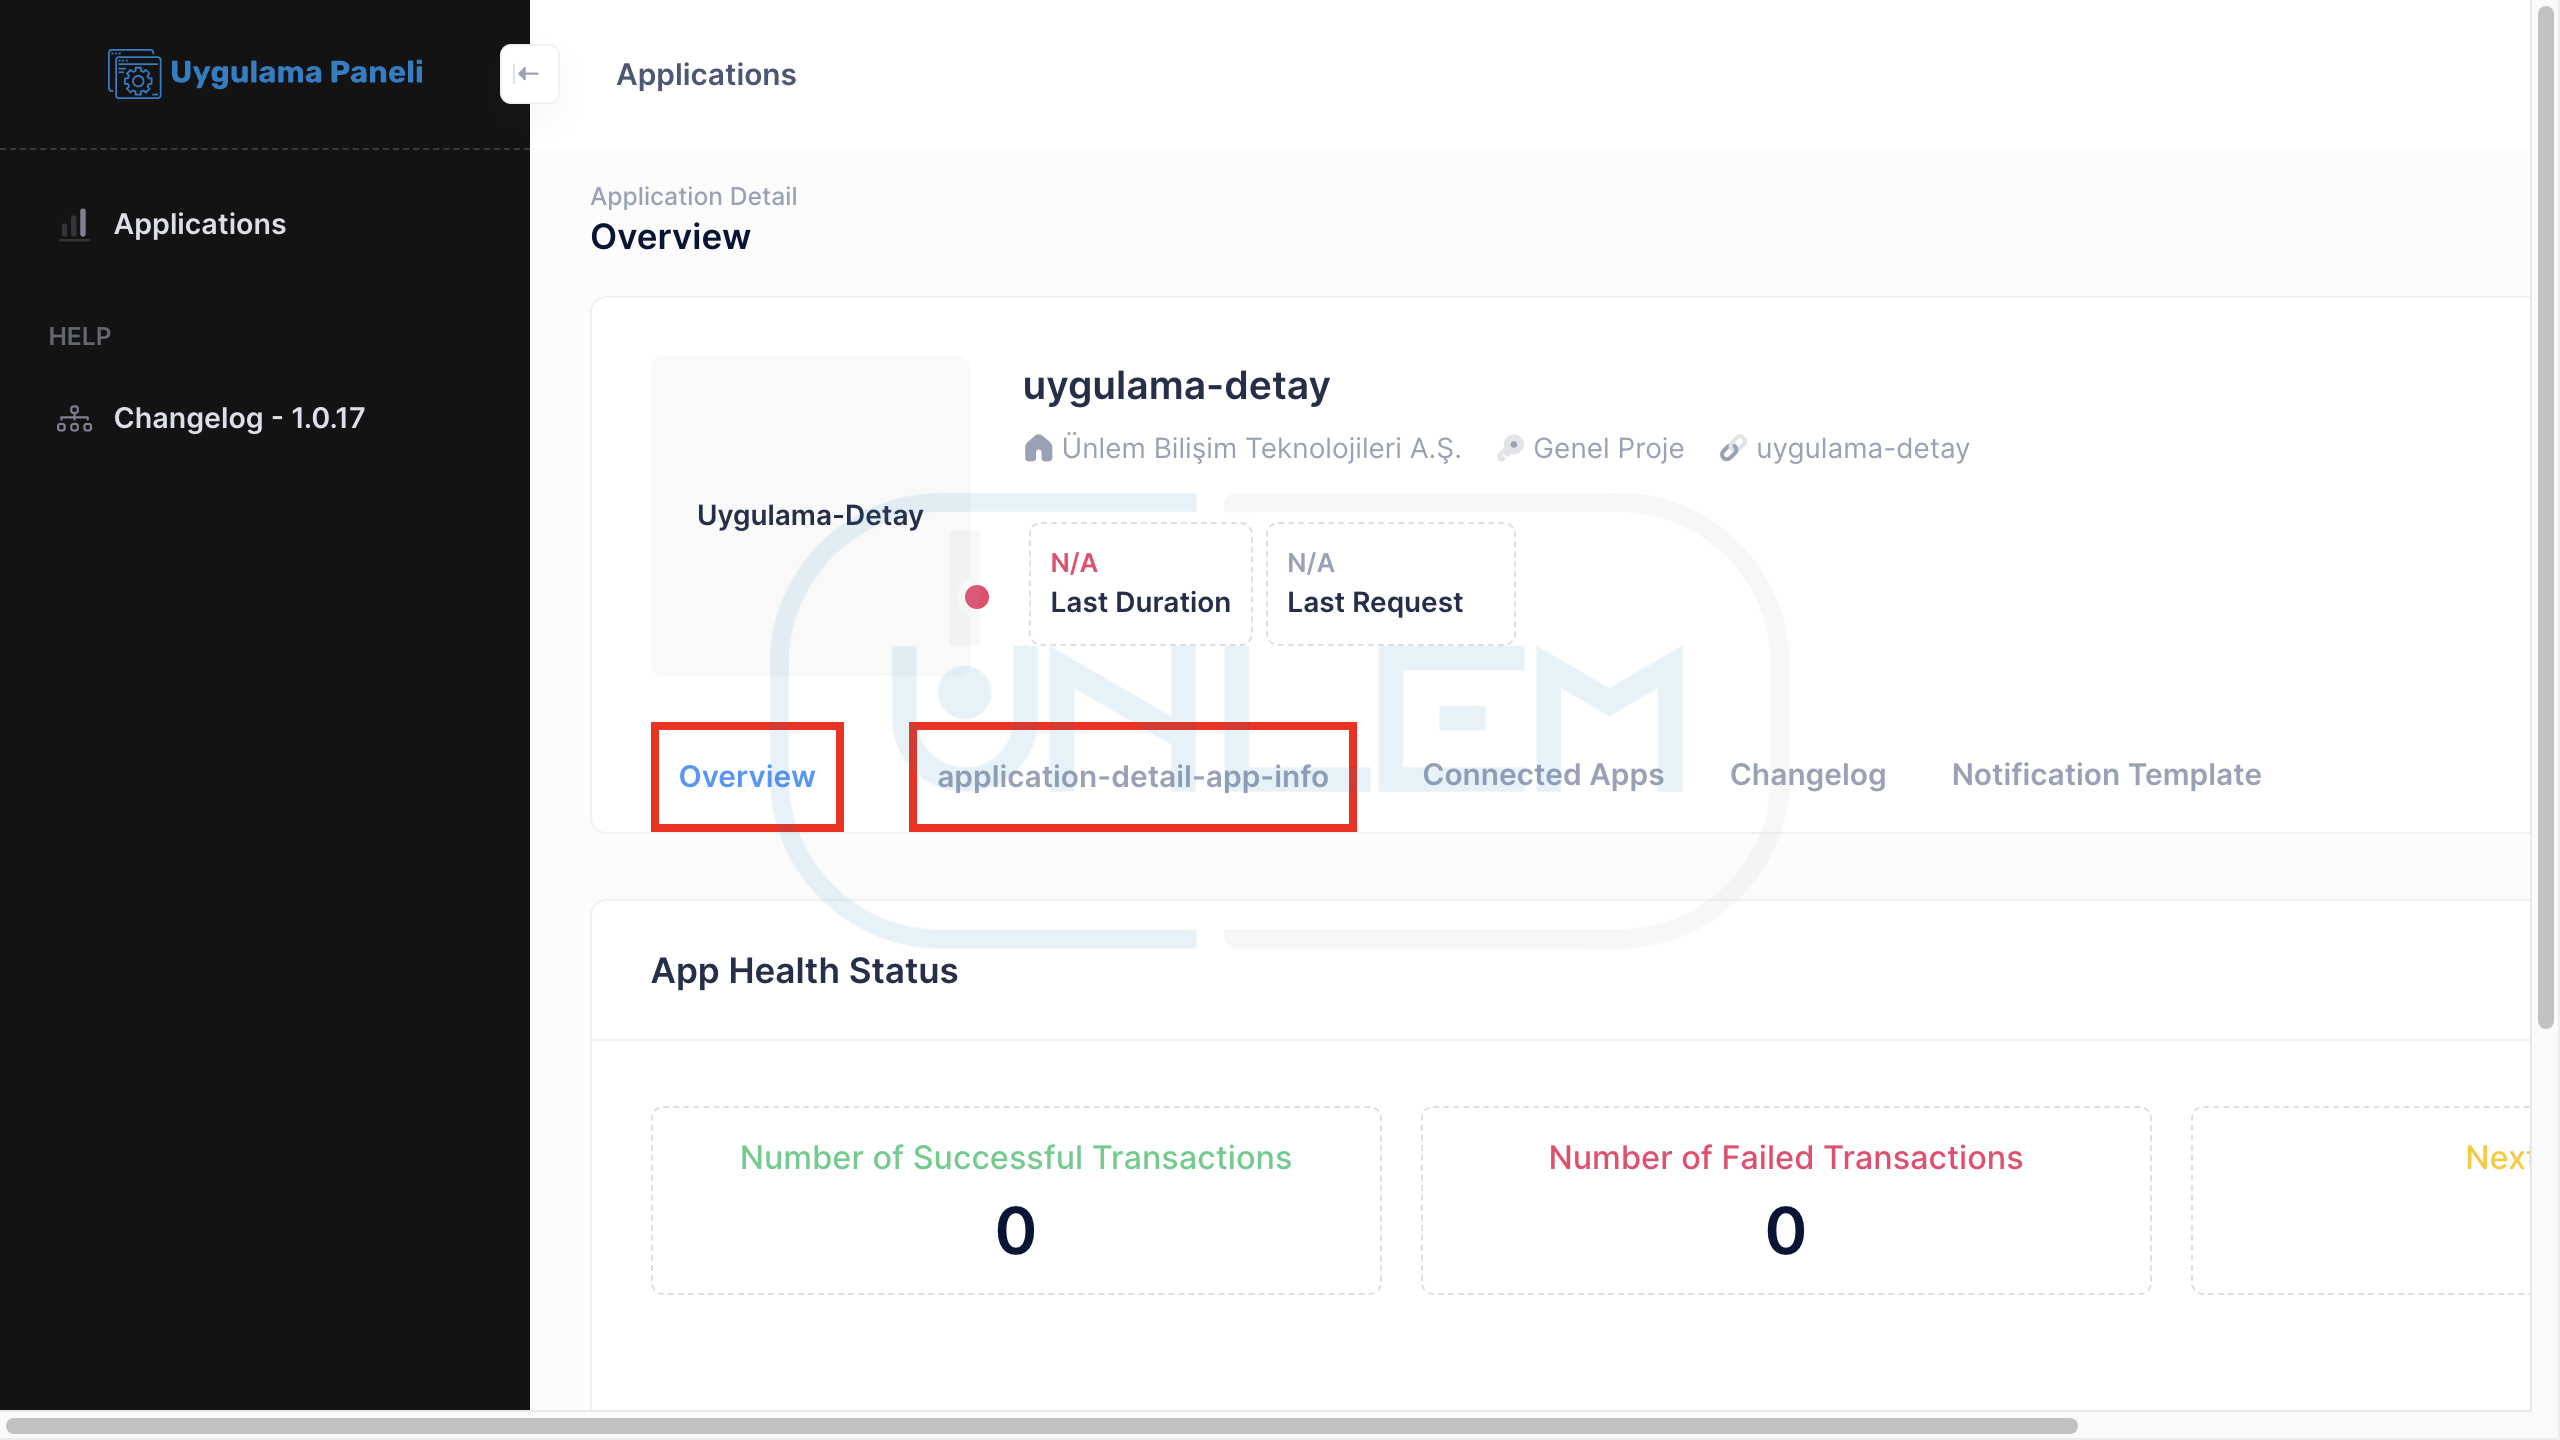 Uygulama Paneli
Applications
Applications
HELP
Changelog - 1.0.17
Application Detail
Overview
Uygulama-Detay
uygulama-detay
Ünlem Bilişim Teknolojileri A.Ş. Genel Proje uygulama-detay
N/A
Last Duration
N/A
Last Request
ÜNLEM
Overview application-detail-app-info Connected Apps Changelog Notification Template
App Health Status
Number of Successful Transactions
0
Number of Failed Transactions
0
Next